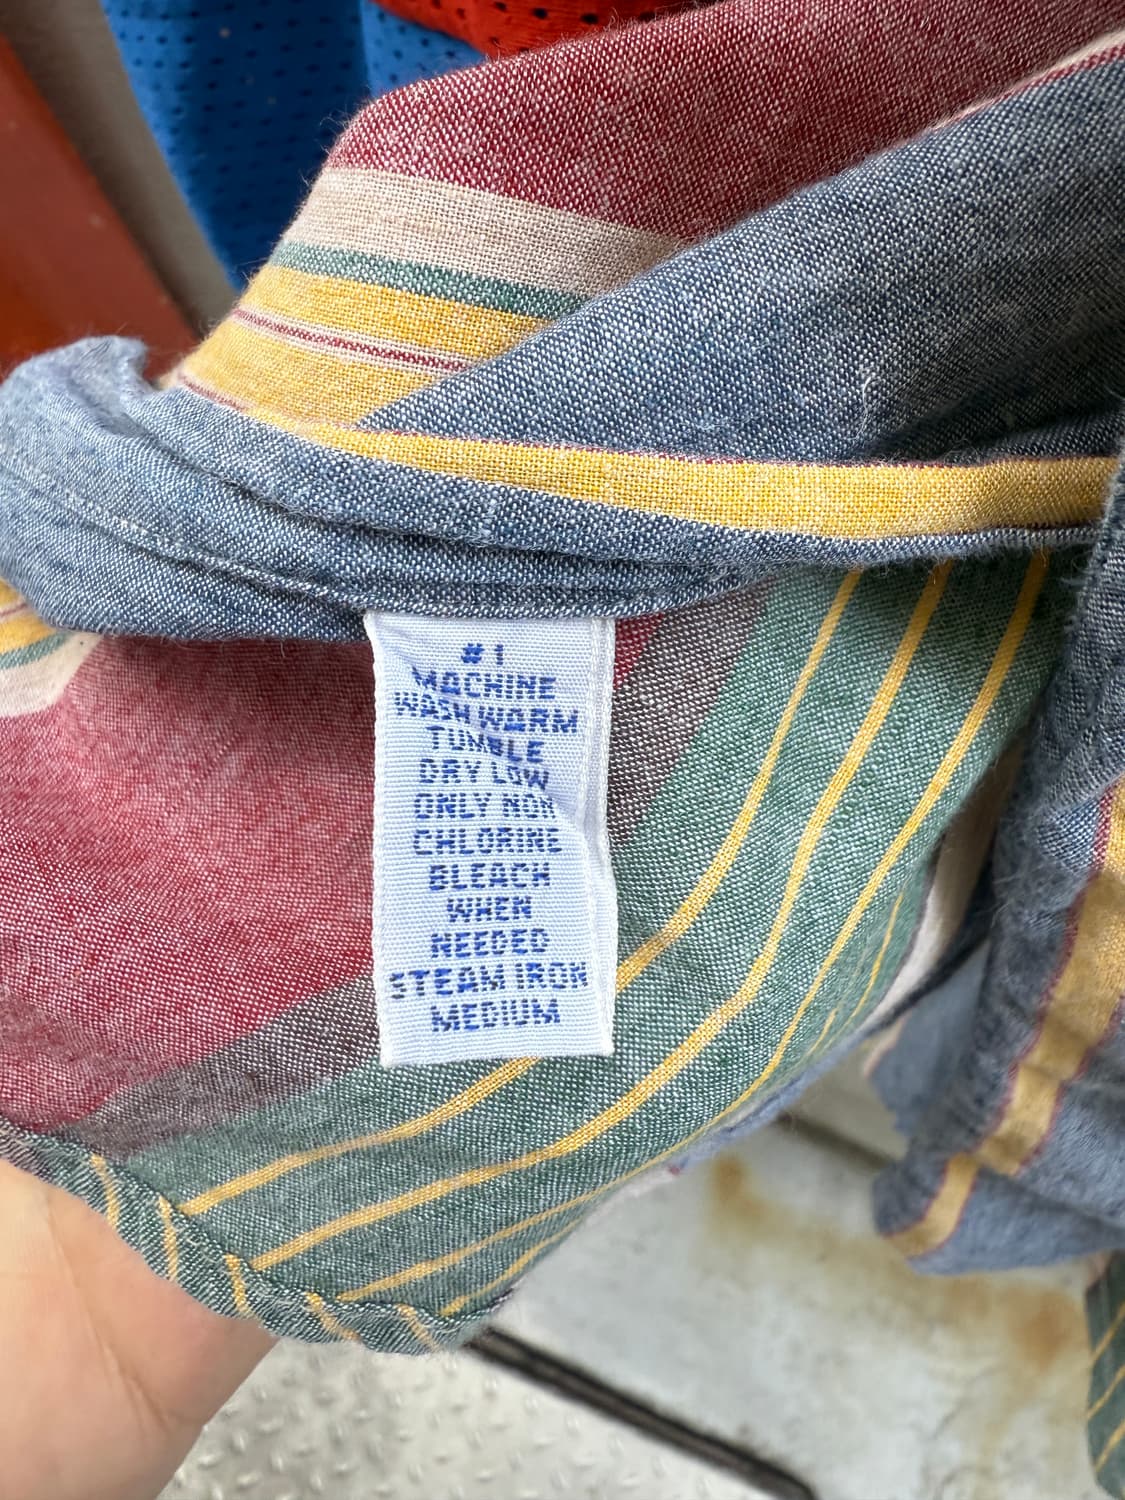 #1
MACHINE
WASH WARM
TUMBLE
DRY LOW
ONLY NON
CHLORINE
BLEACH
WHEN
NEEDED
STEAM IRON
MEDIUM